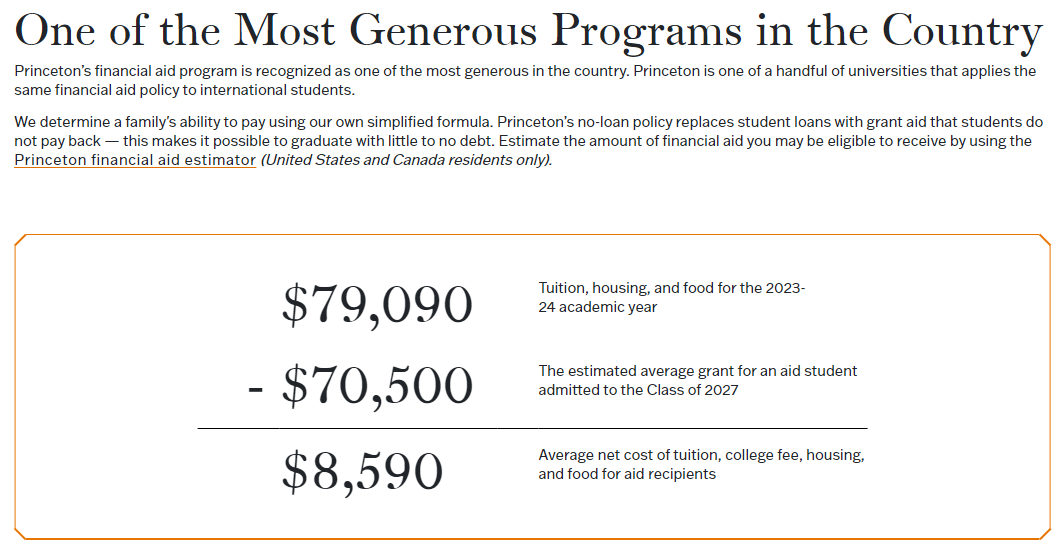 One of the Most Generous Programs in the Country
Princeton’s financial aid program is recognized as one of the most generous in the country. Princeton is one of a handful of universities that applies the
same financial aid policy to international students.
We determine a family’s ability to pay using our own simplified formula. Princeton’s no-loan policy replaces student loans with grant aid that students do
not pay back — this makes it possible to graduate with little to no debt. Estimate the amount of financial aid you may be eligible to receive by using the
Princeton financial aid estimator (United States and Canada residents only).
$79,090
Tuition, housing, and food for the 2023-
24 academic year
- $70,500
The estimated average grant for an aid student
admitted to the Class of 2027
$8,590
Average net cost of tuition, college fee, housing,
and food for aid recipients